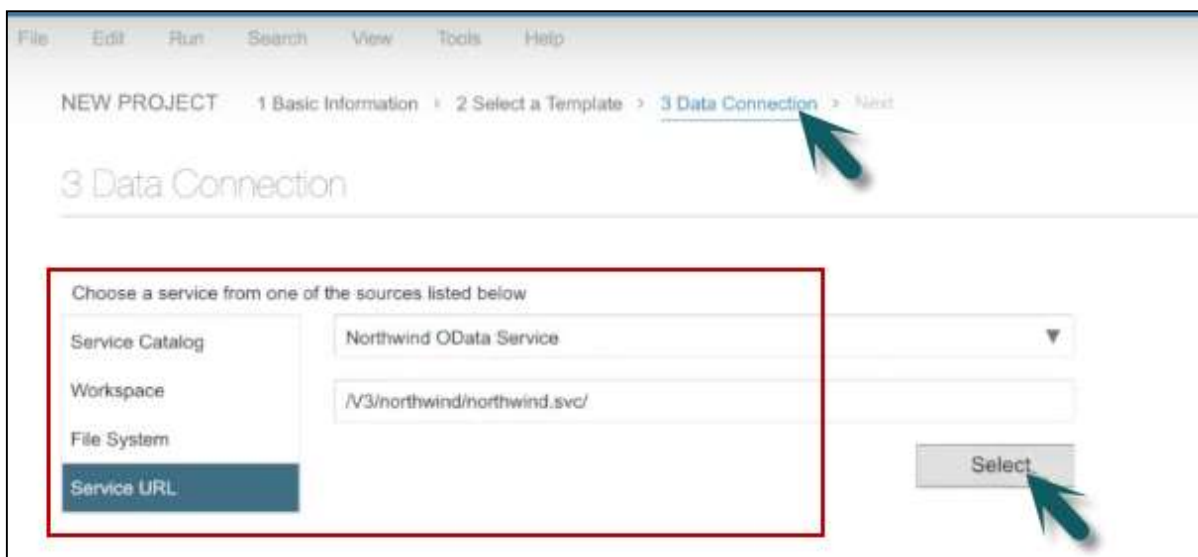 File Edit Run Search View Tools Help
NEW PROJECT 1 Basic Information › 2 Select a Template › 3 Data Connection › Next
3 Data Connection
Choose a service from one of the sources listed below
Service Catalog
Northwind OData Service
Workspace
/V3/northwind/northwind.svc/
File System
Service URL
Select